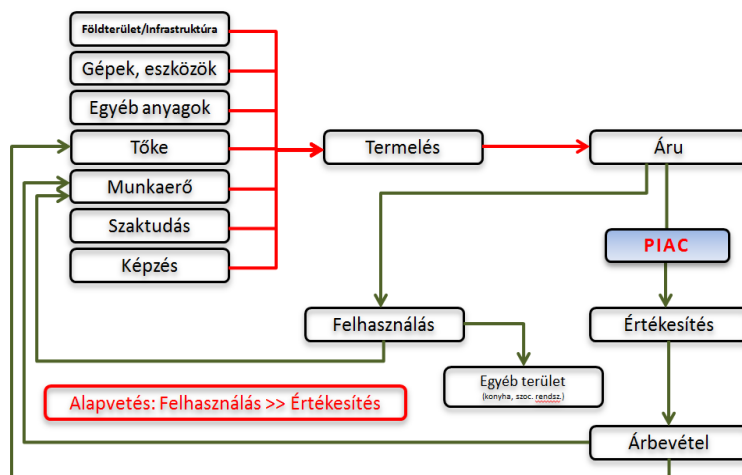 Földterület/Infrastruktúra
Gépek, eszközök
Egyéb anyagok
Tőke
Munkaerő
Szaktudás
Képzés
Termelés
Áru
PIAC
Felhasználás
Értékesítés
Egyéb terület
(konyha, szoc. rendsz.)
Alapvetés: Felhasználás >> Értékesítés
Árbevétel